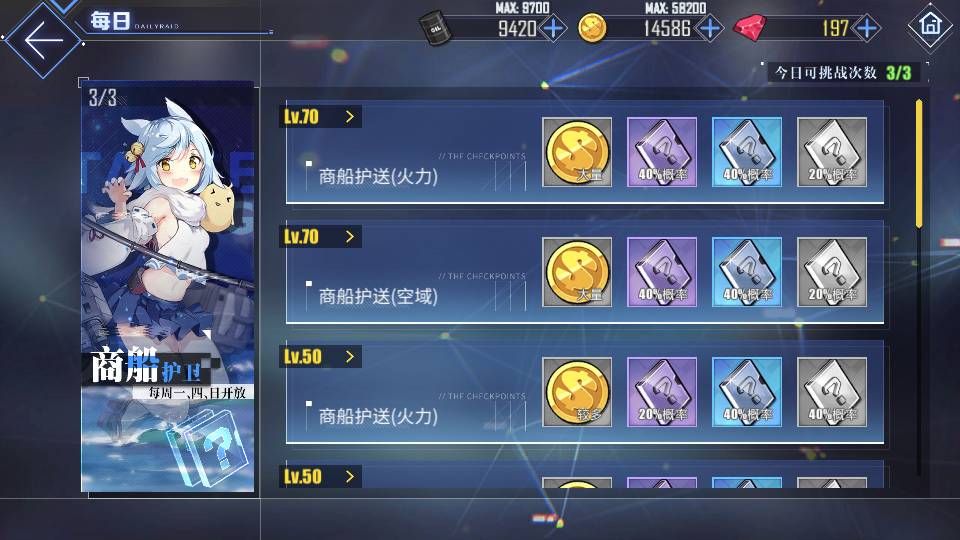 每日 DAILYRAID
OIL
MAX: 9700
9420
MAX: 58200
14586
197
今日可挑战次数 3/3
3/3
商船护卫
每周一、四、日开放
Lv.70
商船护送(火力)
// THE CHECKPOINTS
大量
40%概率
40%概率
20%概率
Lv.70
商船护送(空域)
// THE CHECKPOINTS
大量
40%概率
40%概率
20%概率
Lv.50
商船护送(火力)
// THE CHECKPOINTS
较多
20%概率
40%概率
40%概率
Lv.50